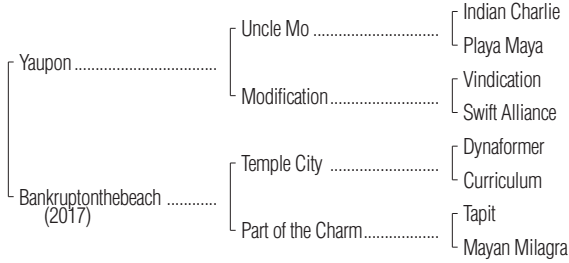 Indian Charlie
Uncle Mo ..............................
Playa Maya
Yaupon ..................................
Vindication
Modification..........................
Swift Alliance
Dynaformer
Temple City ..........................
Curriculum
Bankruptonthebeach ............
(2017)
Tapit
Part of the Charm..................
Mayan Milagra